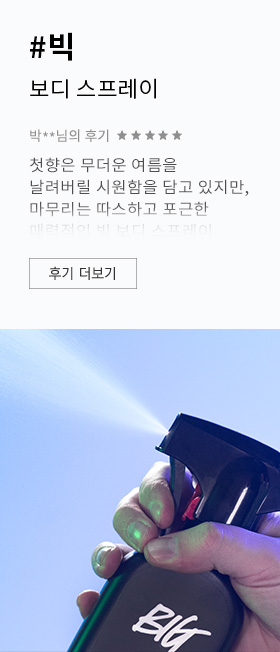 #빅
보디 스프레이
박**님의 후기 ★★★★★
첫향은 무더운 여름을
날려버릴 시원함을 담고 있지만,
마무리는 따스하고 포근한
매력적인 빅 보디 스프레이
후기 더보기
BIG